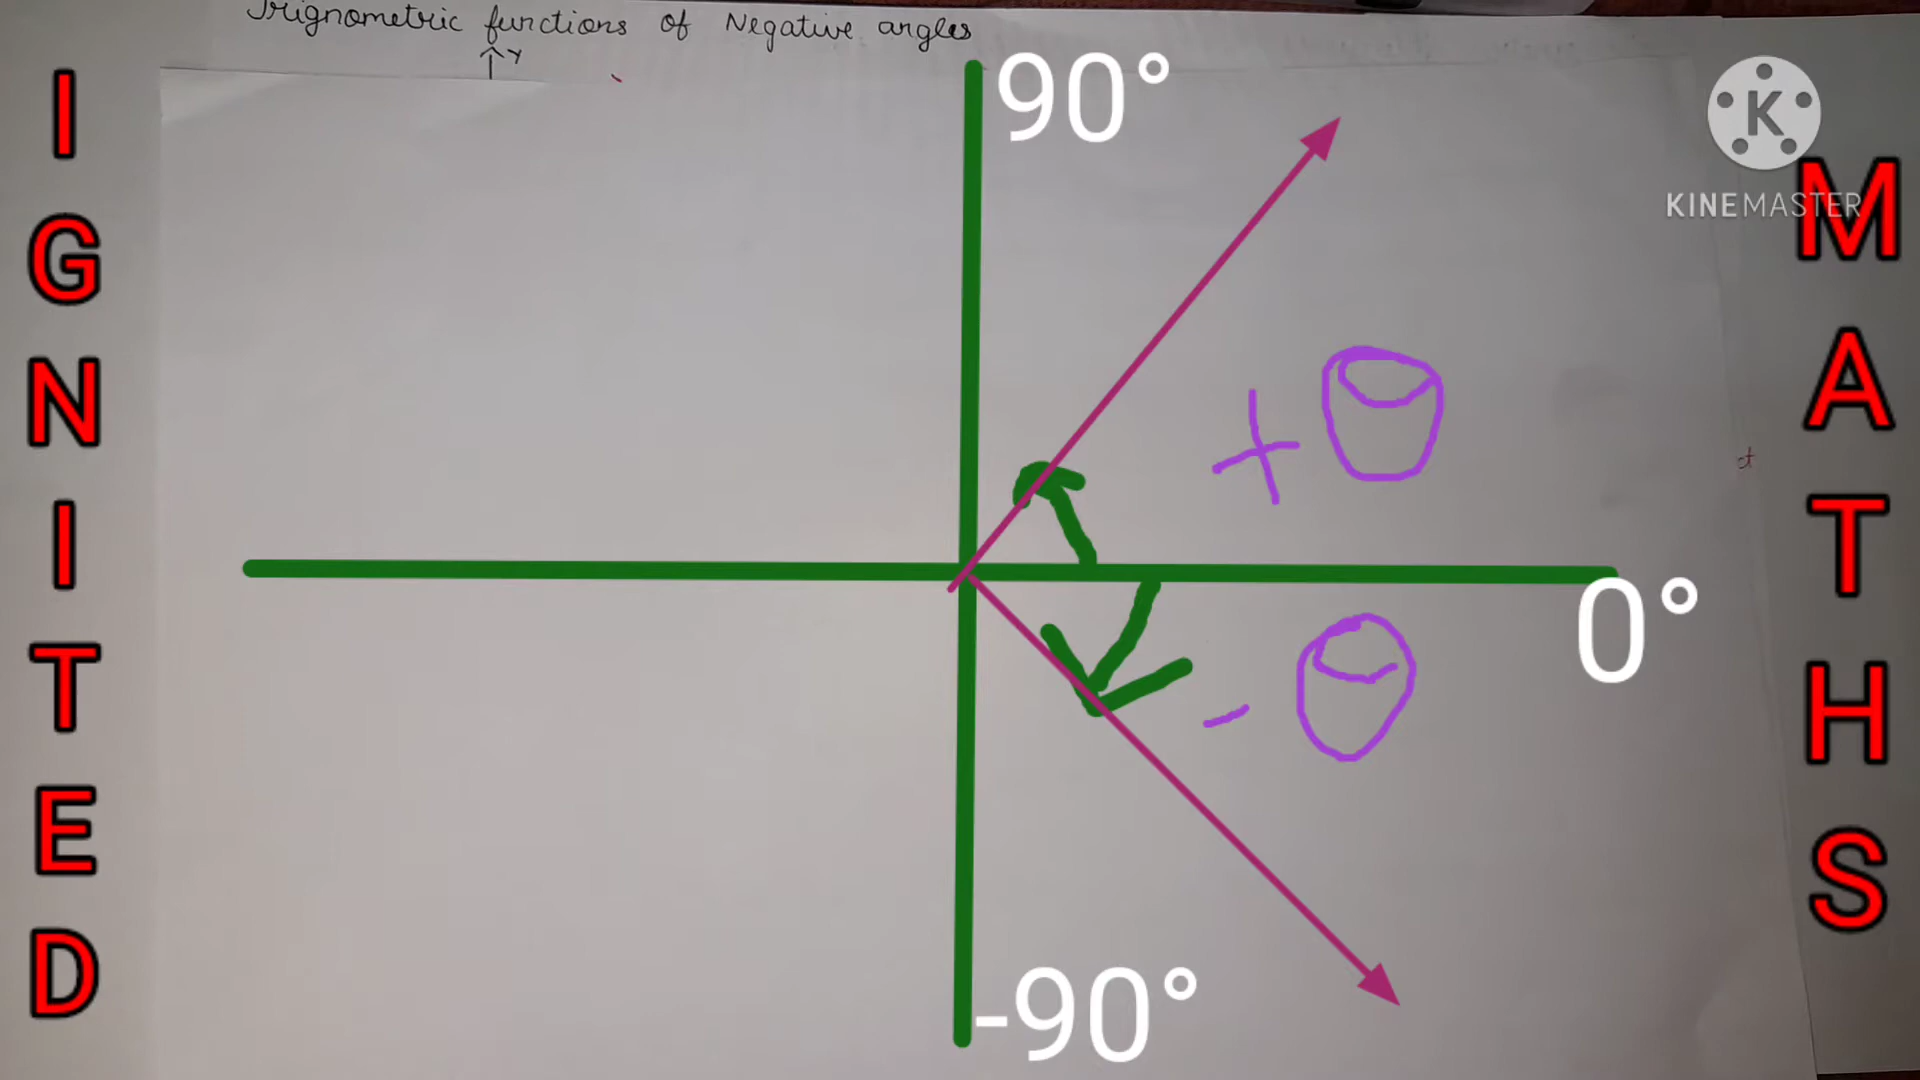 Trignometric functions of Negative angles
Y
90°
+θ
0°
-θ
-90°
IGNITED
MATHS
K
KINEMASTER